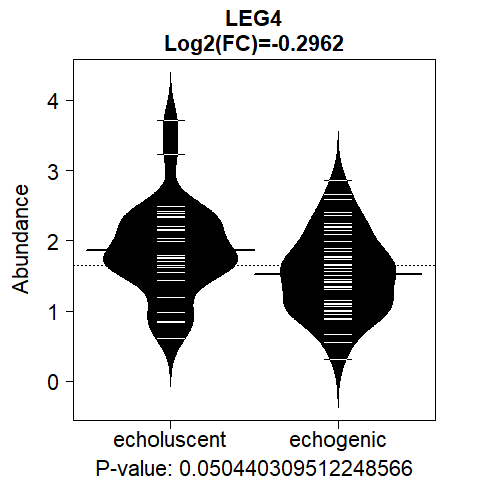 LEG4
Log2(FC)=-0.2962
Abundance
4
3
2
1
0
echoluscent echogenic
P-value: 0.050440309512248566